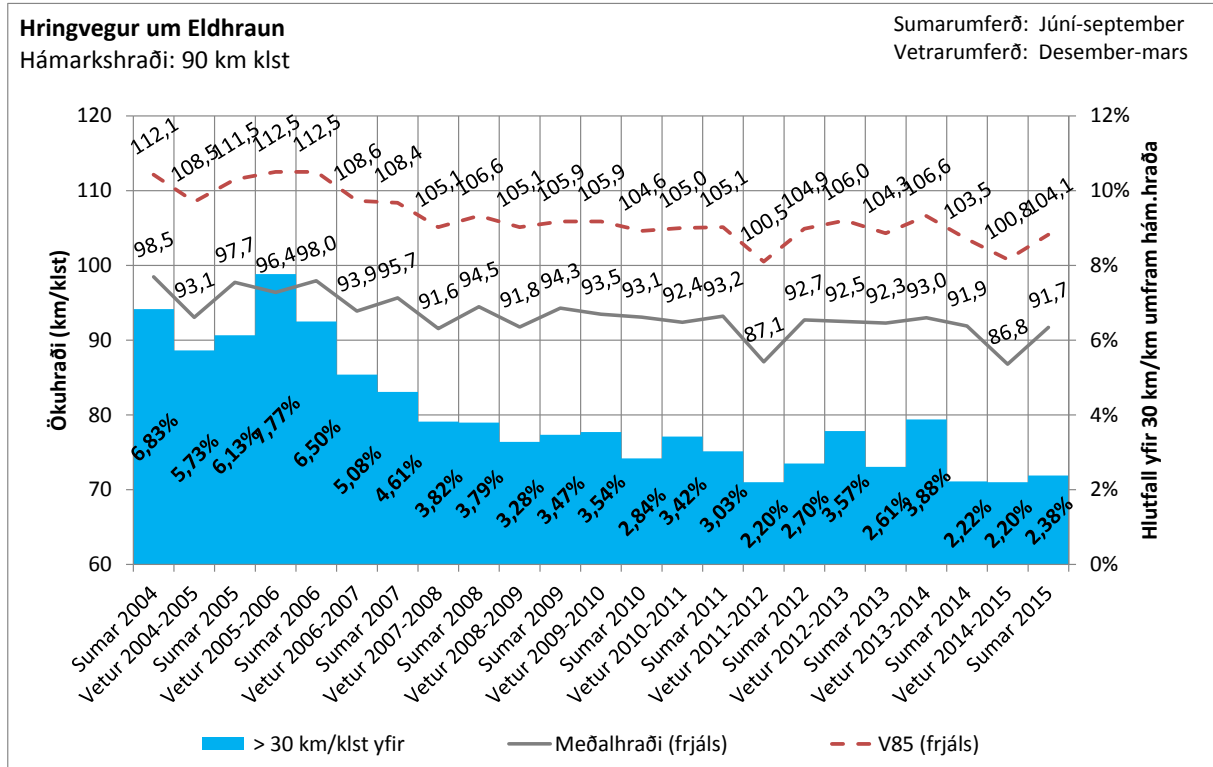 Hringvegur um Eldhraun
Hámarkshraði: 90 km klst
Sumarumferð: Júní-september
Vetrarumferð: Desember-mars
Ökuhraði (km/klst)
120
110
100
90
80
70
60
112,1
108,5
111,5
112,5
112,5
108,6
108,4
105,1
106,6
105,1
105,9
105,9
104,6
105,0
105,1
100,5
104,9
106,0
104,3
106,6
103,5
100,8
104,1
98,5
93,1
97,7
96,4
98,0
93,9
95,7
91,6
94,5
91,8
94,3
93,5
93,1
92,4
93,2
87,1
92,7
92,5
92,3
93,0
91,9
86,8
91,7
6,83%
5,73%
6,13%
7,77%
6,50%
5,08%
4,61%
3,82%
3,79%
3,28%
3,47%
3,54%
2,84%
3,42%
3,03%
2,20%
2,70%
3,57%
2,61%
3,88%
2,22%
2,20%
2,38%
12%
10%
8%
6%
4%
2%
0%
Hlutfall yfir 30 km/km umfram hám.hraða
Sumar 2004
Vetur 2004-2005
Sumar 2005
Vetur 2005-2006
Sumar 2006
Vetur 2006-2007
Sumar 2007
Vetur 2007-2008
Sumar 2008
Vetur 2008-2009
Sumar 2009
Vetur 2009-2010
Sumar 2010
Vetur 2010-2011
Sumar 2011
Vetur 2011-2012
Sumar 2012
Vetur 2012-2013
Sumar 2013
Vetur 2013-2014
Sumar 2014
Vetur 2014-2015
Sumar 2015
> 30 km/klst yfir
Meðalhraði (frjáls)
V85 (frjáls)